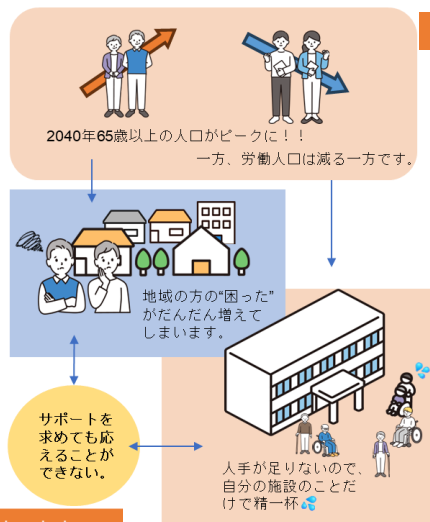 2040年65歳以上の人口がピークに！！
一方、労働人口は減る一方です。
地域の方の“困った”
がだんだん増えて
しまいます。
サポートを
求めても応
えることが
できない。
人手が足りないので、
自分の施設のことだ
けで精一杯💦